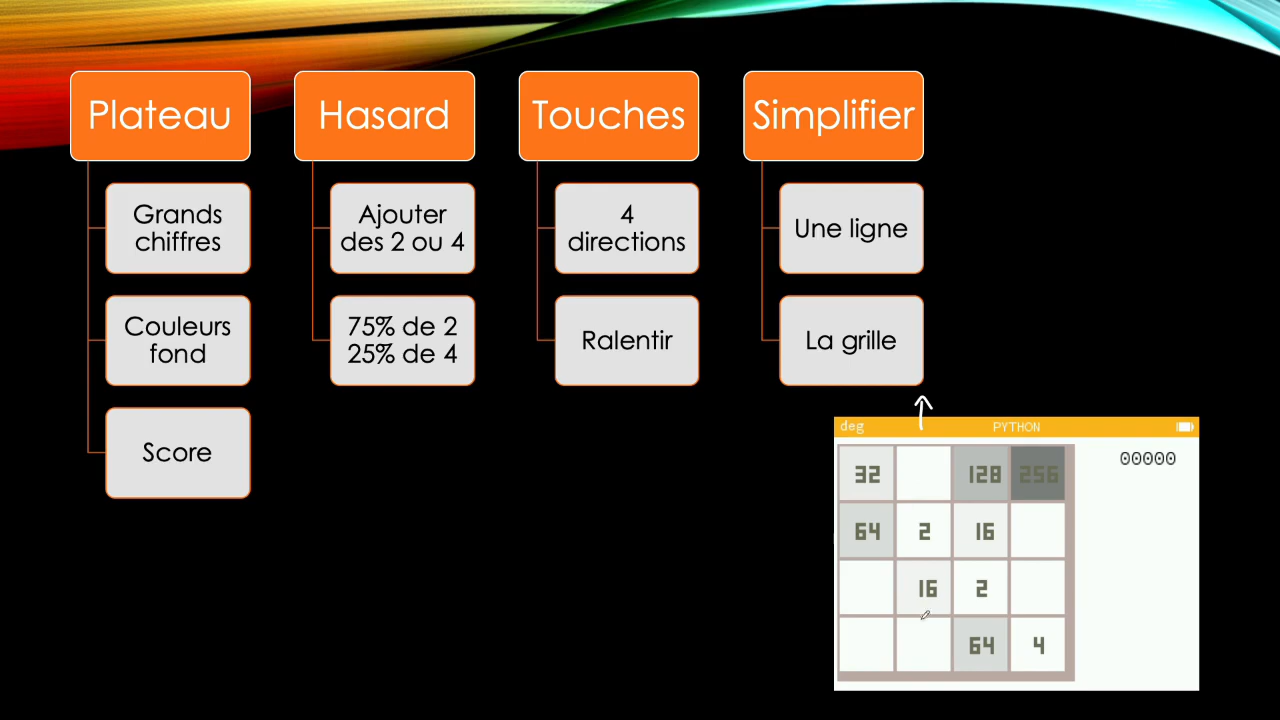 Plateau
Grands
chiffres
Couleurs
fond
Score
Hasard
Ajouter
des 2 ou 4
75% de 2
25% de 4
Touches
4
directions
Ralentir
Simplifier
Une ligne
La grille
deg PYTHON
00000
32 128 256
64 2 16
16 2
64 4